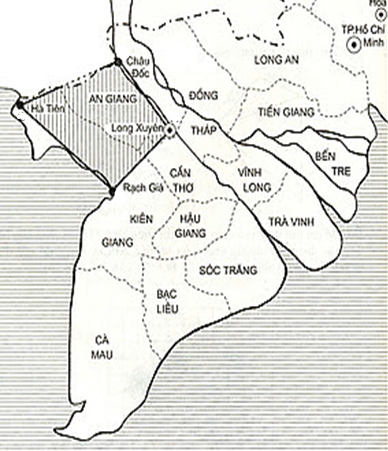 Hòa
TP.Hồ Chí
Minh
Châu
Đốc
LONG AN
Hà Tiên
AN GIANG
ĐỒNG
THÁP
TIỀN GIANG
Long Xuyên
BẾN
TRE
CẦN
THƠ
VĨNH
LONG
Rạch Giá
KIÊN
GIANG
HẬU
GIANG
TRÀ VINH
SÓC TRĂNG
BẠC
LIÊU
CÀ
MAU